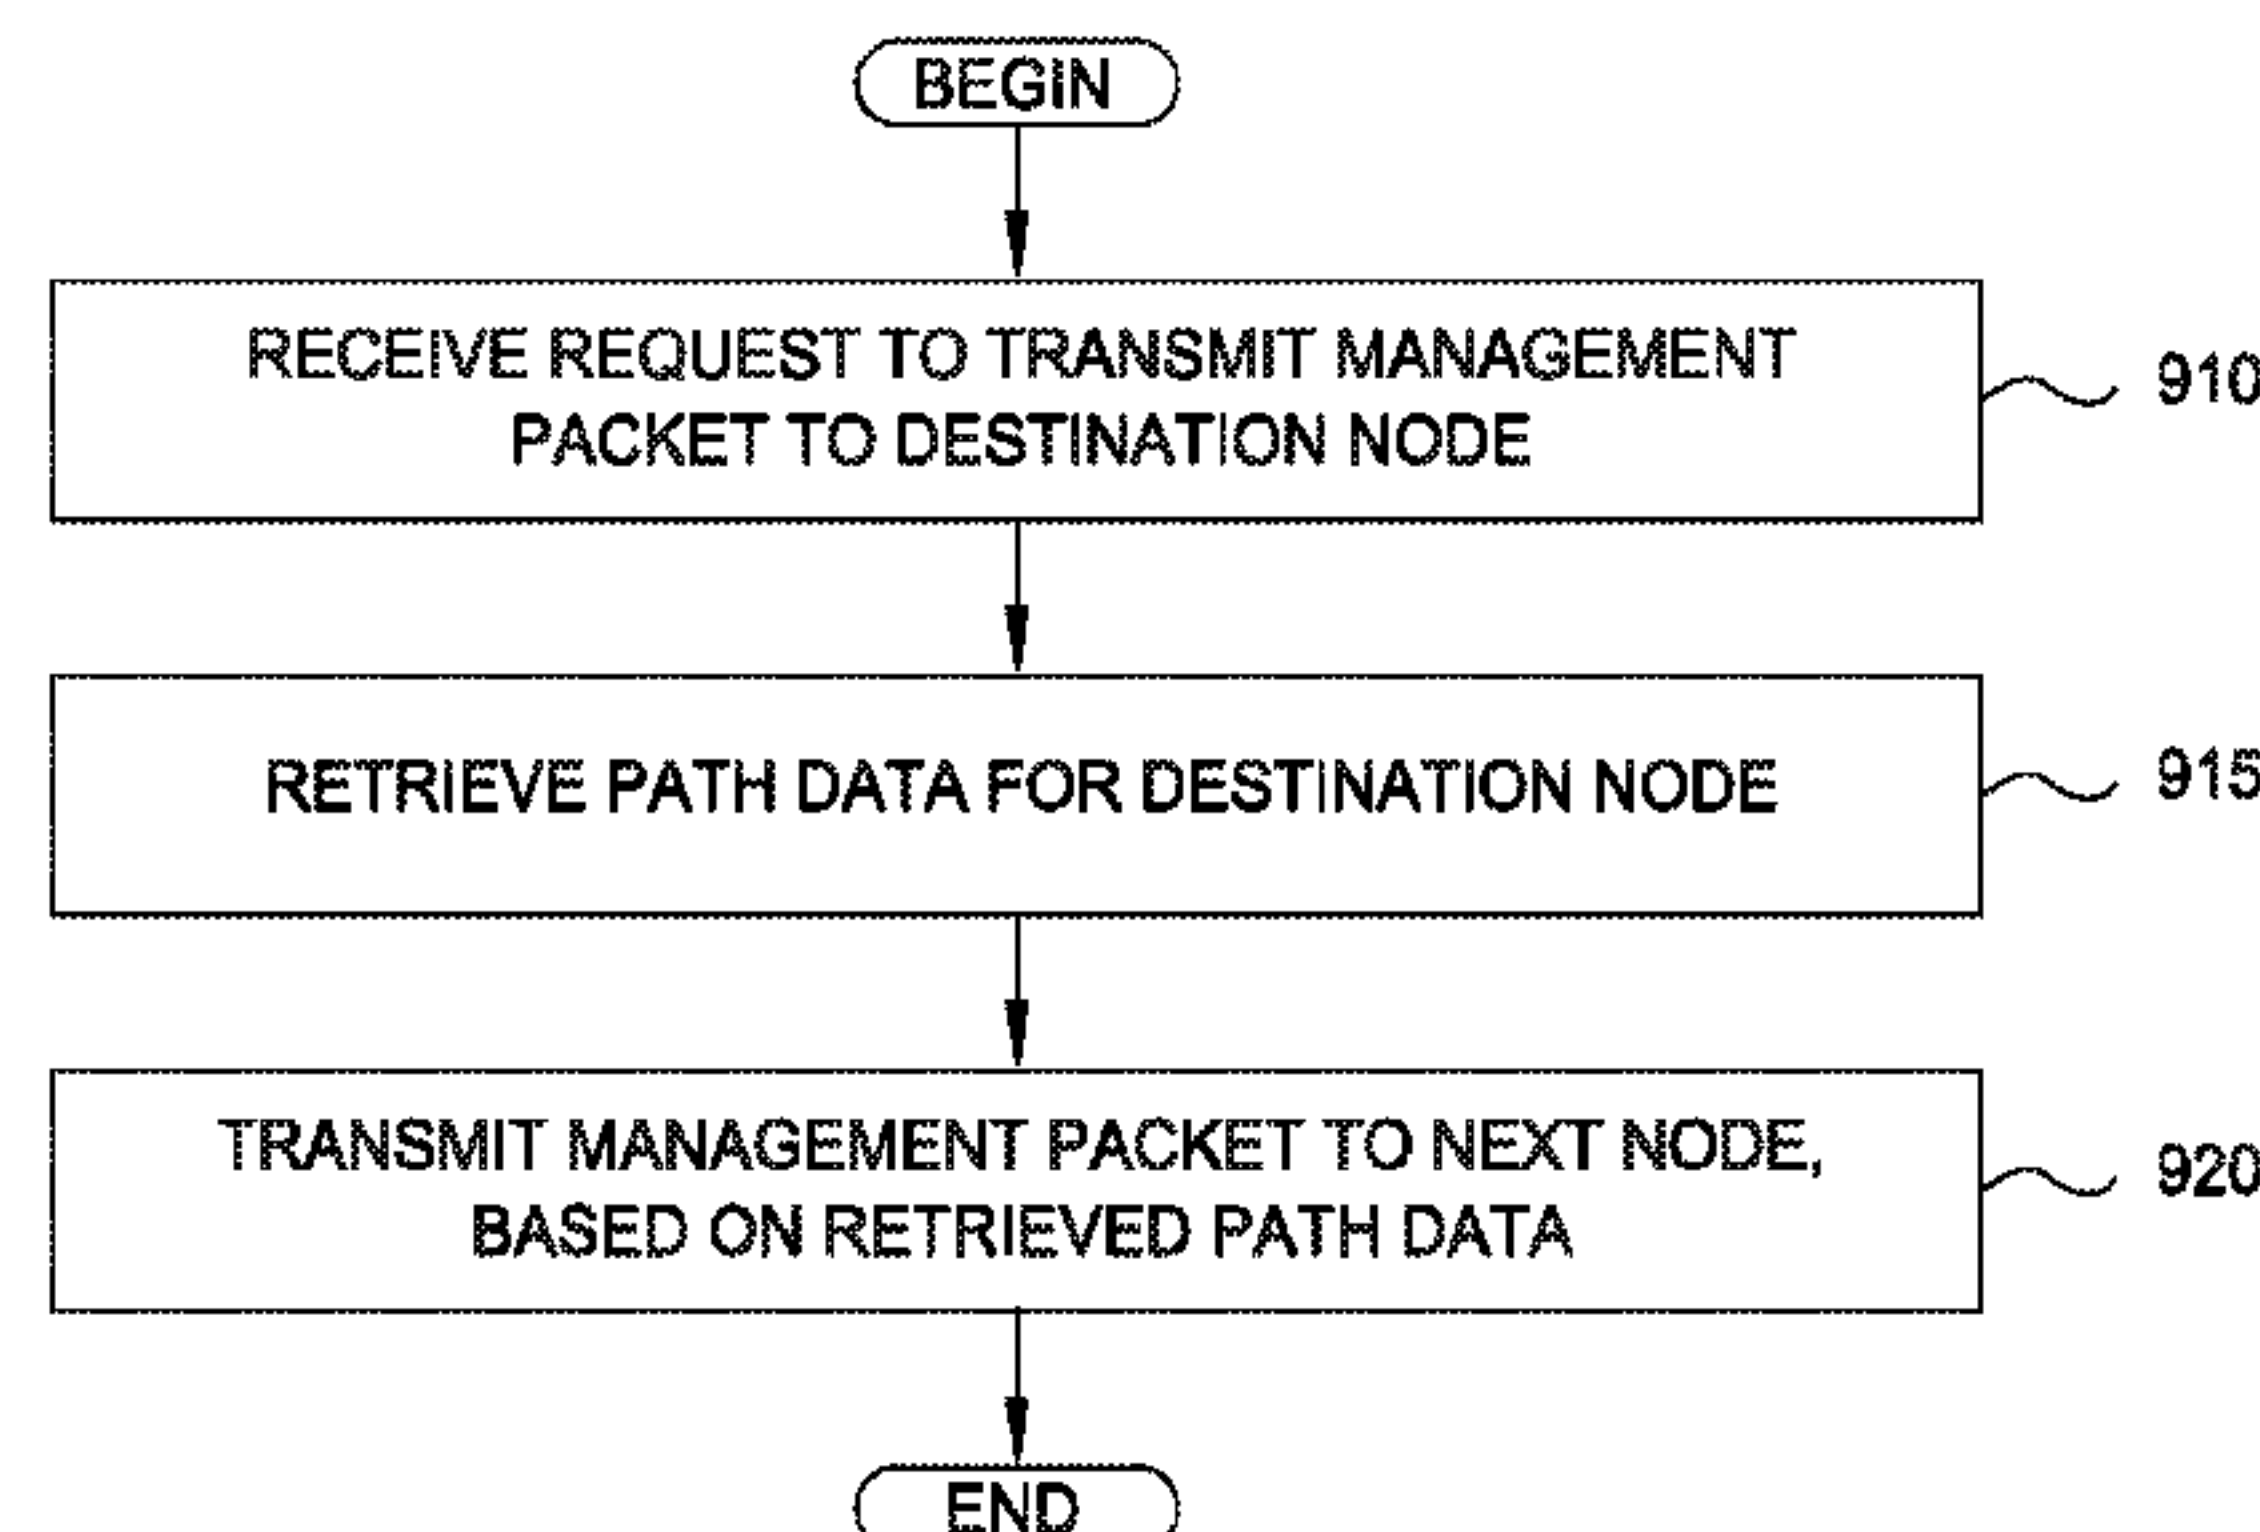 BEGIN
RECEIVE REQUEST TO TRANSMIT MANAGEMENT
PACKET TO DESTINATION NODE
910
RETRIEVE PATH DATA FOR DESTINATION NODE
915
TRANSMIT MANAGEMENT PACKET TO NEXT NODE,
BASED ON RETRIEVED PATH DATA
920
END